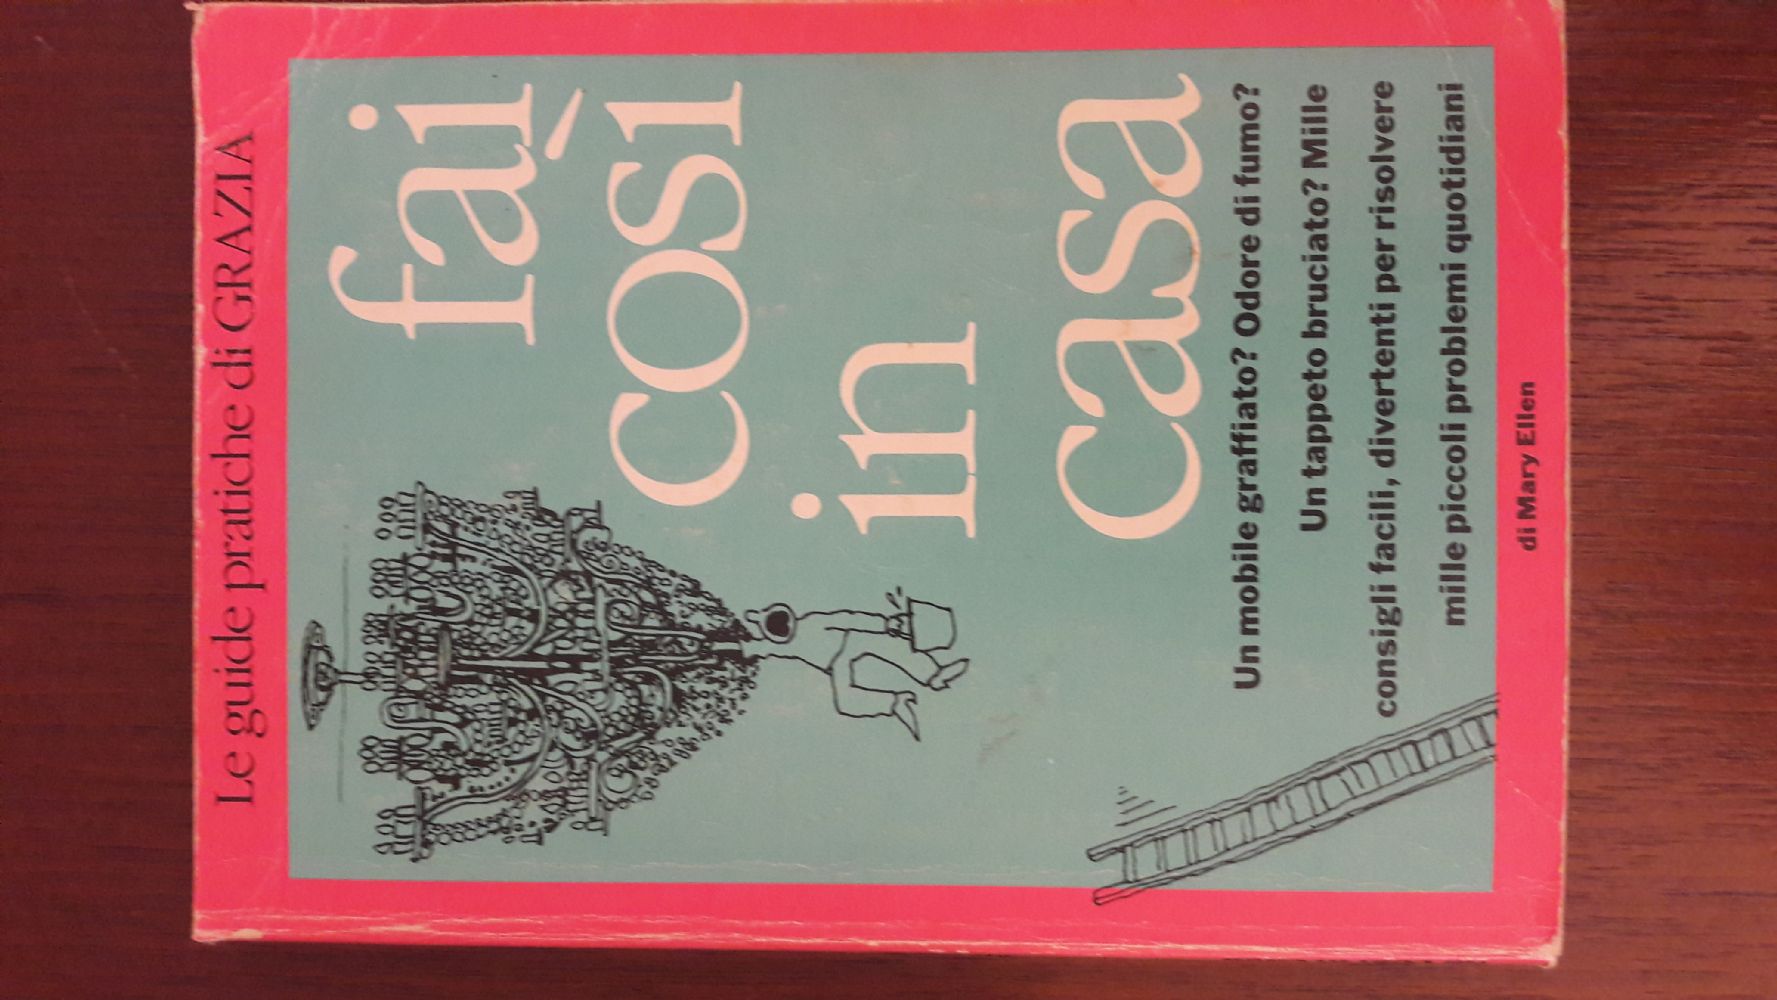 Le guide pratiche di GRAZIA
fai
così
in
casa
Un mobile graffiato? Odore di fumo?
Un tappeto bruciato? Mille
consigli facili, divertenti per risolvere
mille piccoli problemi quotidiani
di Mary Ellen